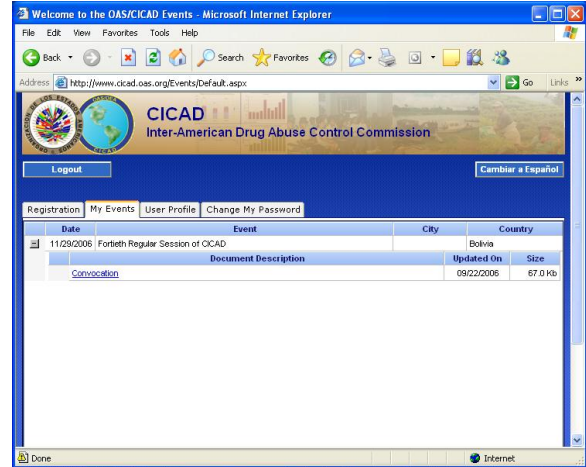 Welcome to the OAS/CICAD Events - Microsoft Internet Explorer
File Edit View Favorites Tools Help
Back Search Favorites
Address http://www.cicad.oas.org/Events/Default.aspx Go Links »
CICAD
Inter-American Drug Abuse Control Commission
Logout Cambiar a Español
Registration My Events User Profile Change My Password
Date Event City Country
11/29/2006 Fortieth Regular Session of CICAD Bolivia
Document Description Updated On Size
Convocation 09/22/2006 67.0 Kb
Done Internet